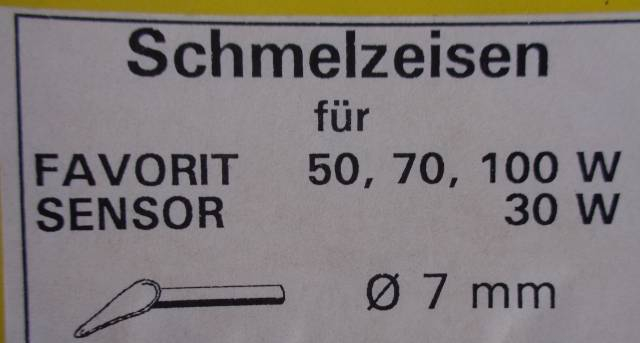 Schmelzeisen
für
FAVORIT 50, 70, 100 W
SENSOR 30 W
Ø 7 mm